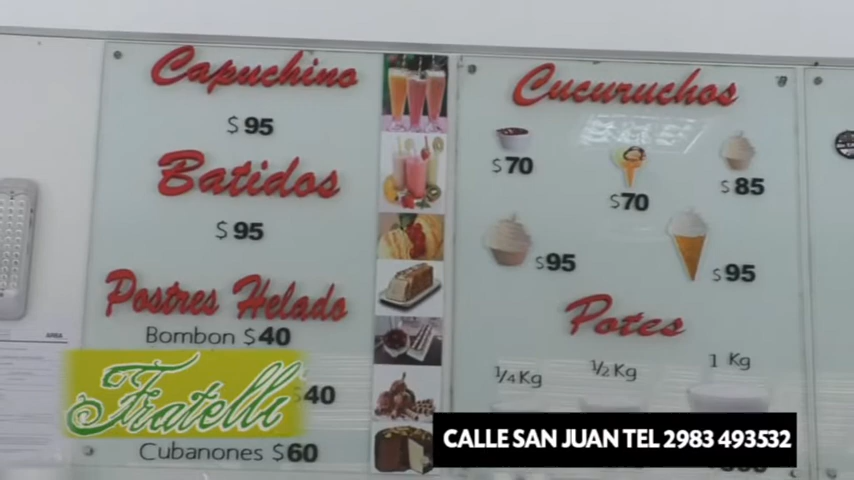 Capuchino
$95
Batidos
$95
Postres Helado
Bombon $40
40
Cubanones $60
Fratelli
Cucuruchos
$70
$70
$85
$95
$95
Potes
1/4 Kg
1/2 Kg
1 Kg
CALLE SAN JUAN TEL 2983 493532